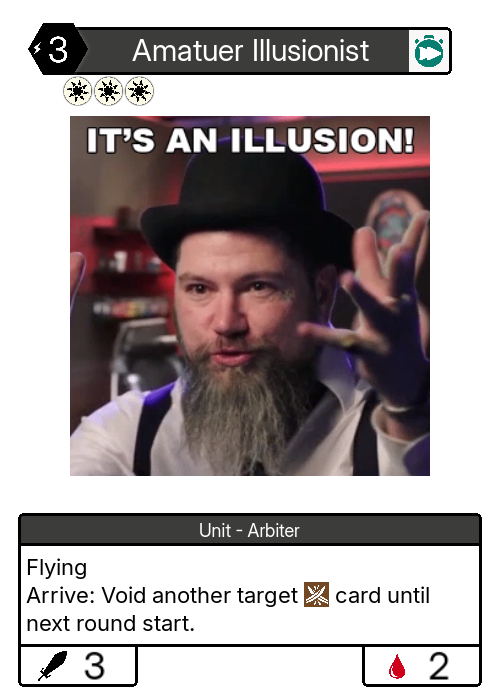 3
Amatuer Illusionist
IT'S AN ILLUSION!
Unit - Arbiter
Flying
Arrive: Void another target card until
next round start.
3
2